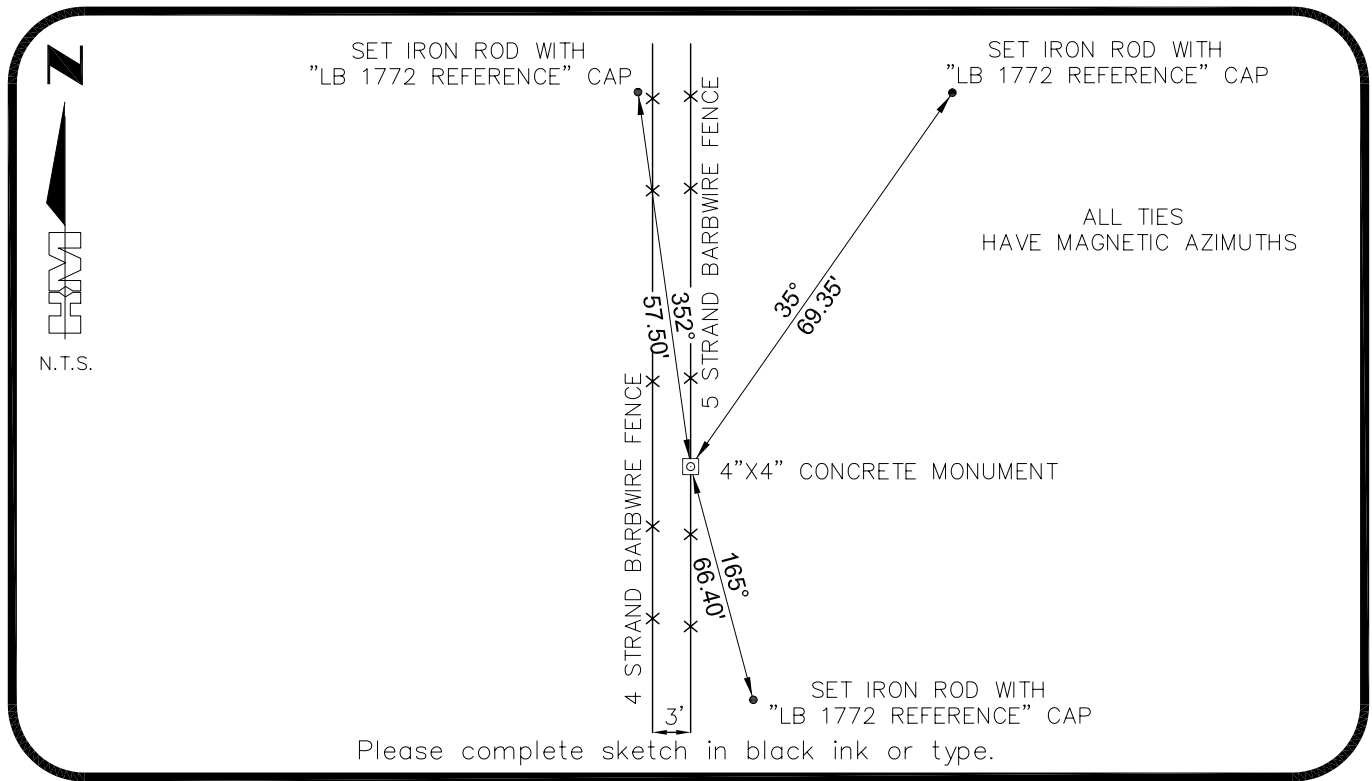 N
SET IRON ROD WITH
"LB 1772 REFERENCE" CAP
SET IRON ROD WITH
"LB 1772 REFERENCE" CAP
5 STRAND BARBWIRE FENCE
ALL TIES
HAVE MAGNETIC AZIMUTHS
HM
N.T.S.
352°
57.50'
35°
69.35'
4 STRAND BARBWIRE FENCE
4"X4" CONCRETE MONUMENT
165°
66.40'
SET IRON ROD WITH
"LB 1772 REFERENCE" CAP
3'
Please complete sketch in black ink or type.